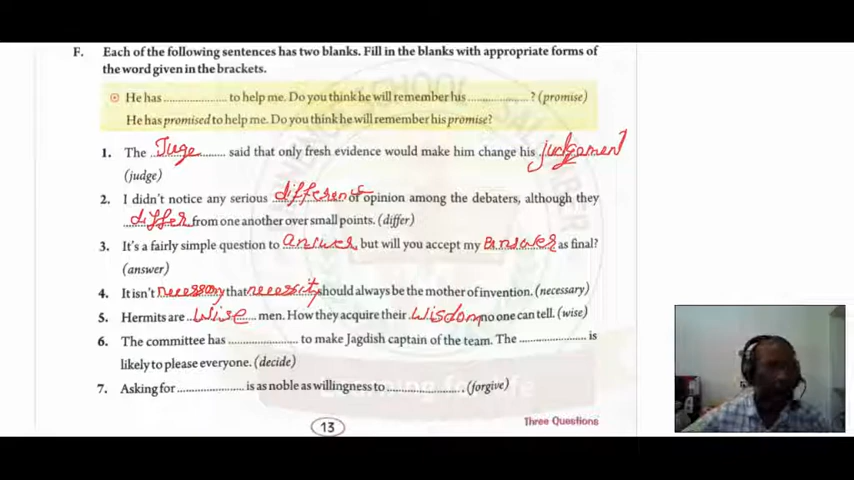 F. Each of the following sentences has two blanks. Fill in the blanks with appropriate forms of
the word given in the brackets.
He has ...................... to help me. Do you think he will remember his .....................? (promise)
He has promised to help me. Do you think he will remember his promise?
1. The ...Juge........ said that only fresh evidence would make him change his judgement
(judge)
2. I didn't notice any serious different of opinion among the debaters, although they
differ from one another over small points. (differ)
3. It's a fairly simple question to answer, but will you accept my answer as final?
(answer)
4. It isn't necessary that necessity should always be the mother of invention. (necessary)
5. Hermits are ..wise.... men. How they acquire their wisdom no one can tell. (wise)
6. The committee has ...................... to make Jagdish captain of the team. The ...................... is
likely to please everyone. (decide)
7. Asking for ...................... is as noble as willingness to ......................... (forgive)
13
Three Questions